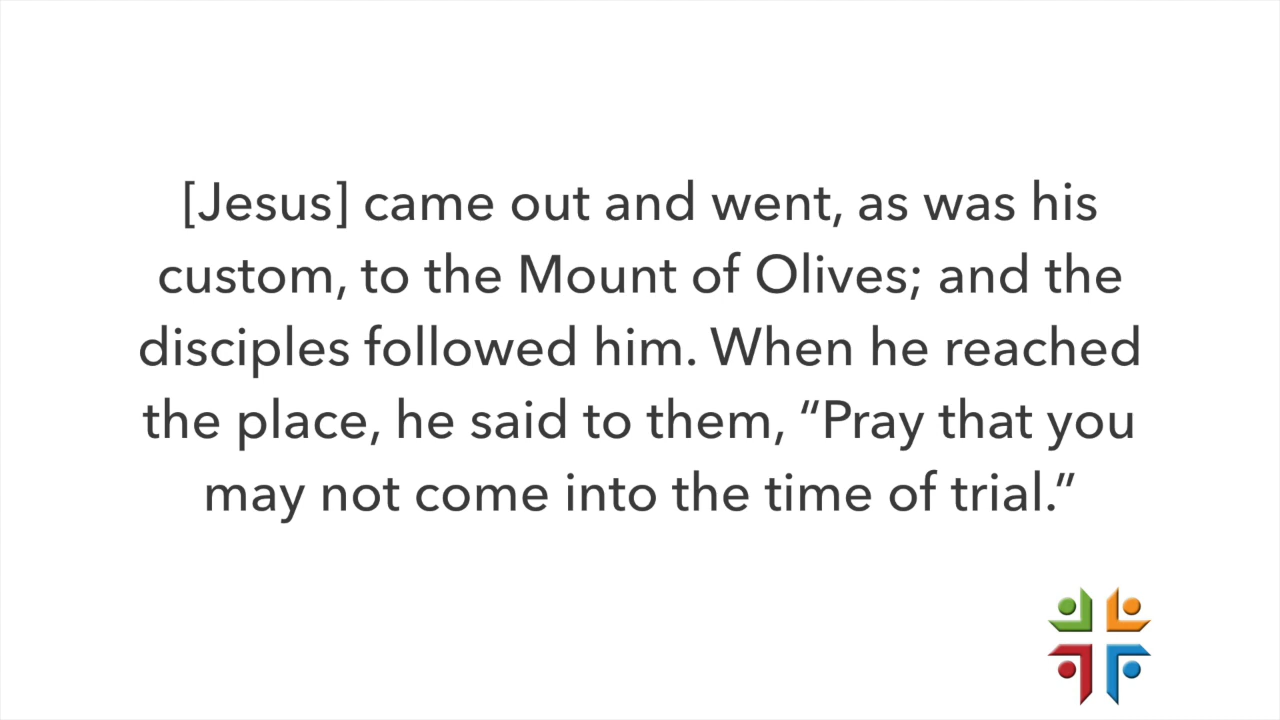 [Jesus] came out and went, as was his
custom, to the Mount of Olives; and the
disciples followed him. When he reached
the place, he said to them, “Pray that you
may not come into the time of trial.”